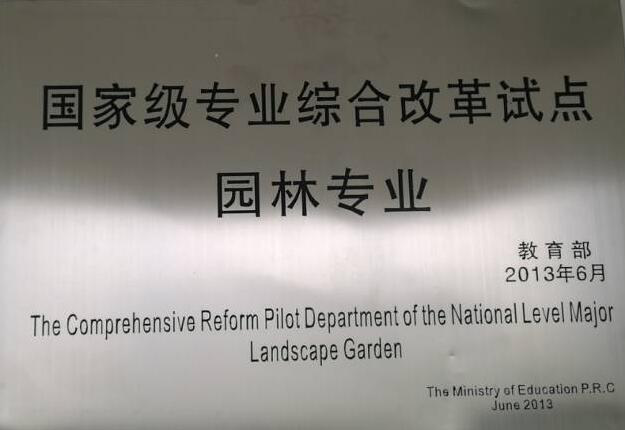 国家级专业综合改革试点
园林专业
教育部
2013年6月
The Comprehensive Reform Pilot Department of the National Level Major
Landscape Garden
The Ministry of Education P.R.C
June 2013